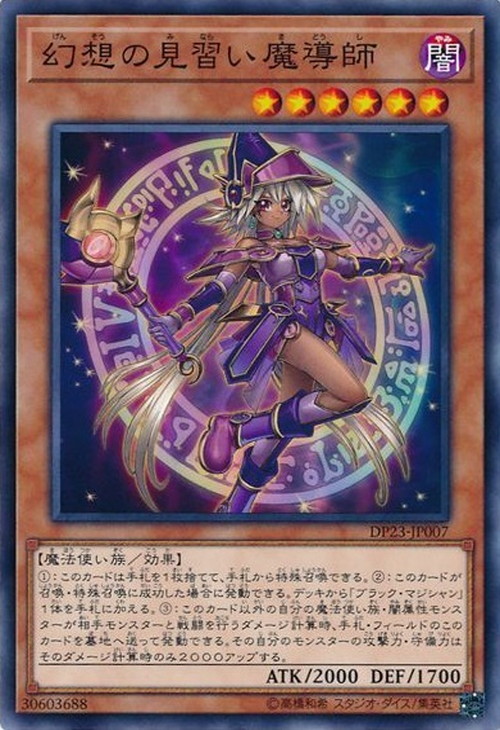 幻想の見習い魔導師
闇
DP23-JP007
【魔法使い族／効果】
①：このカードは手札を１枚捨てて、手札から特殊召喚できる。②：このカードが
召喚・特殊召喚に成功した場合に発動できる。デッキから「ブラック・マジシャン」
１体を手札に加える。③：このカード以外の自分の魔法使い族・闇属性モンス
ターが相手モンスターと戦闘を行うダメージ計算時、手札・フィールドのこの
カードを墓地へ送って発動できる。その自分のモンスターの攻撃力・守備力は
そのダメージ計算時のみ２０００アップする。
ATK/2000 DEF/1700
30603688
©高橋和希 スタジオ・ダイス/集英社